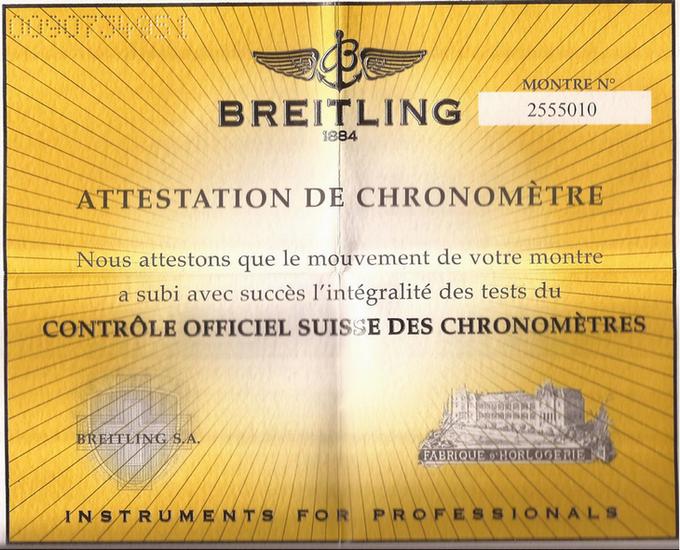 0090734951
BREITLING
1884
MONTRE N°
2555010
ATTESTATION DE CHRONOMÈTRE
Nous attestons que le mouvement de votre montre
a subi avec succès l'intégralité des tests du
CONTRÔLE OFFICIEL SUISSE DES CHRONOMÈTRES
BREITLING S.A.
FABRIQUE D'HORLOGERIE
INSTRUMENTS FOR PROFESSIONALS